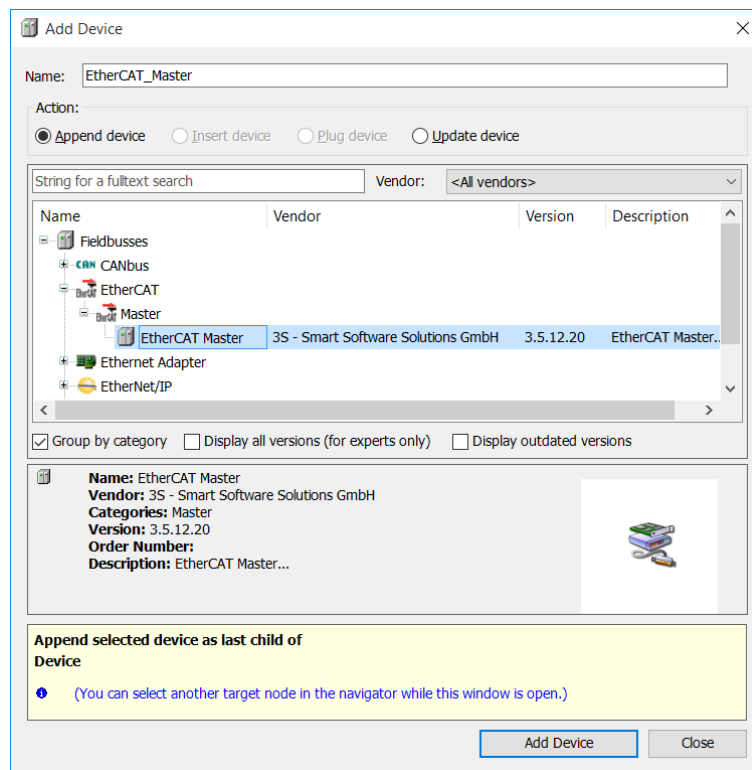 Add Device
Name: EtherCAT_Master
Action:
Append device Insert device Plug device Update device
String for a fulltext search Vendor: <All vendors>
Name Vendor Version Description
Fieldbusses
CAN CANbus
EtherCAT
Master
EtherCAT Master 3S - Smart Software Solutions GmbH 3.5.12.20 EtherCAT Master..
Ethernet Adapter
EtherNet/IP
Group by category Display all versions (for experts only) Display outdated versions
Name: EtherCAT Master
Vendor: 3S - Smart Software Solutions GmbH
Categories: Master
Version: 3.5.12.20
Order Number:
Description: EtherCAT Master...
Append selected device as last child of
Device
(You can select another target node in the navigator while this window is open.)
Add Device Close